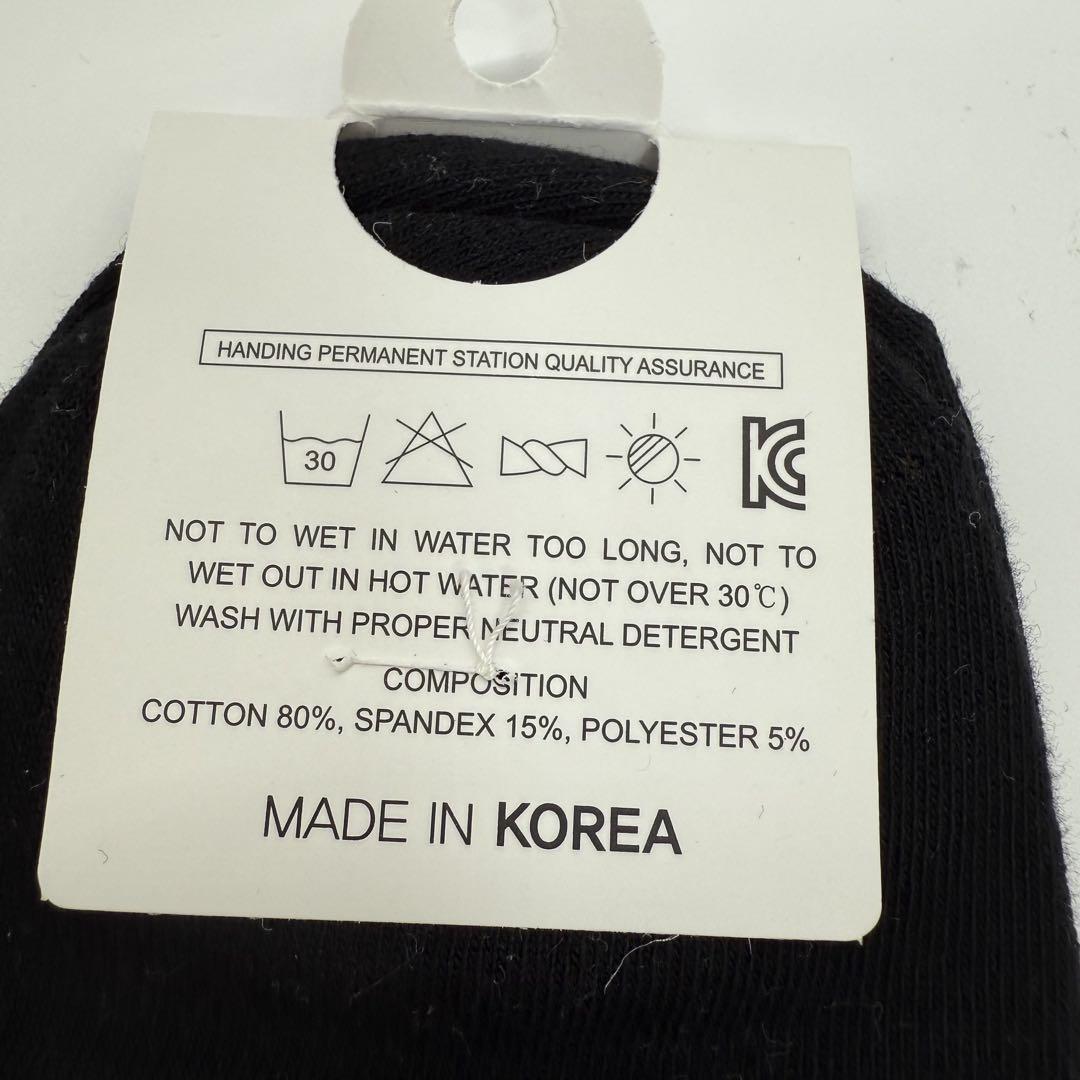 HANDING PERMANENT STATION QUALITY ASSURANCE
30
KC
NOT TO WET IN WATER TOO LONG, NOT TO
WET OUT IN HOT WATER (NOT OVER 30℃)
WASH WITH PROPER NEUTRAL DETERGENT
COMPOSITION
COTTON 80%, SPANDEX 15%, POLYESTER 5%
MADE IN KOREA